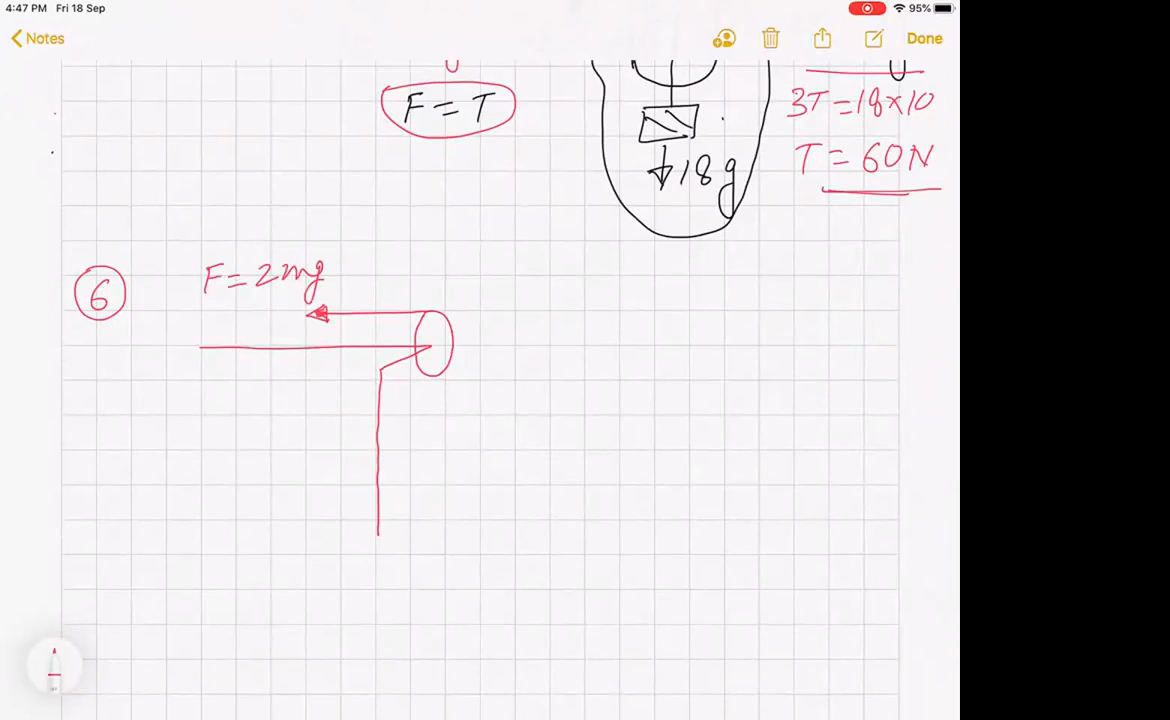 4:47 PM Fri 18 Sep
95%
Notes
Done
F = T
18g
3T = 18 x 10
T = 60N
6
F = 2mg